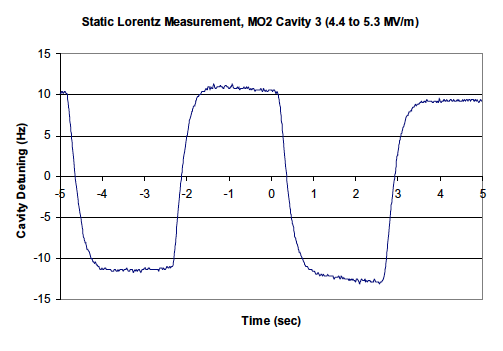 Static Lorentz Measurement, MO2 Cavity 3 (4.4 to 5.3 MV/m)
15
10
5
0
-5
-10
-15
-5 -4 -3 -2 -1 0 1 2 3 4 5
Cavity Detuning (Hz)
Time (sec)